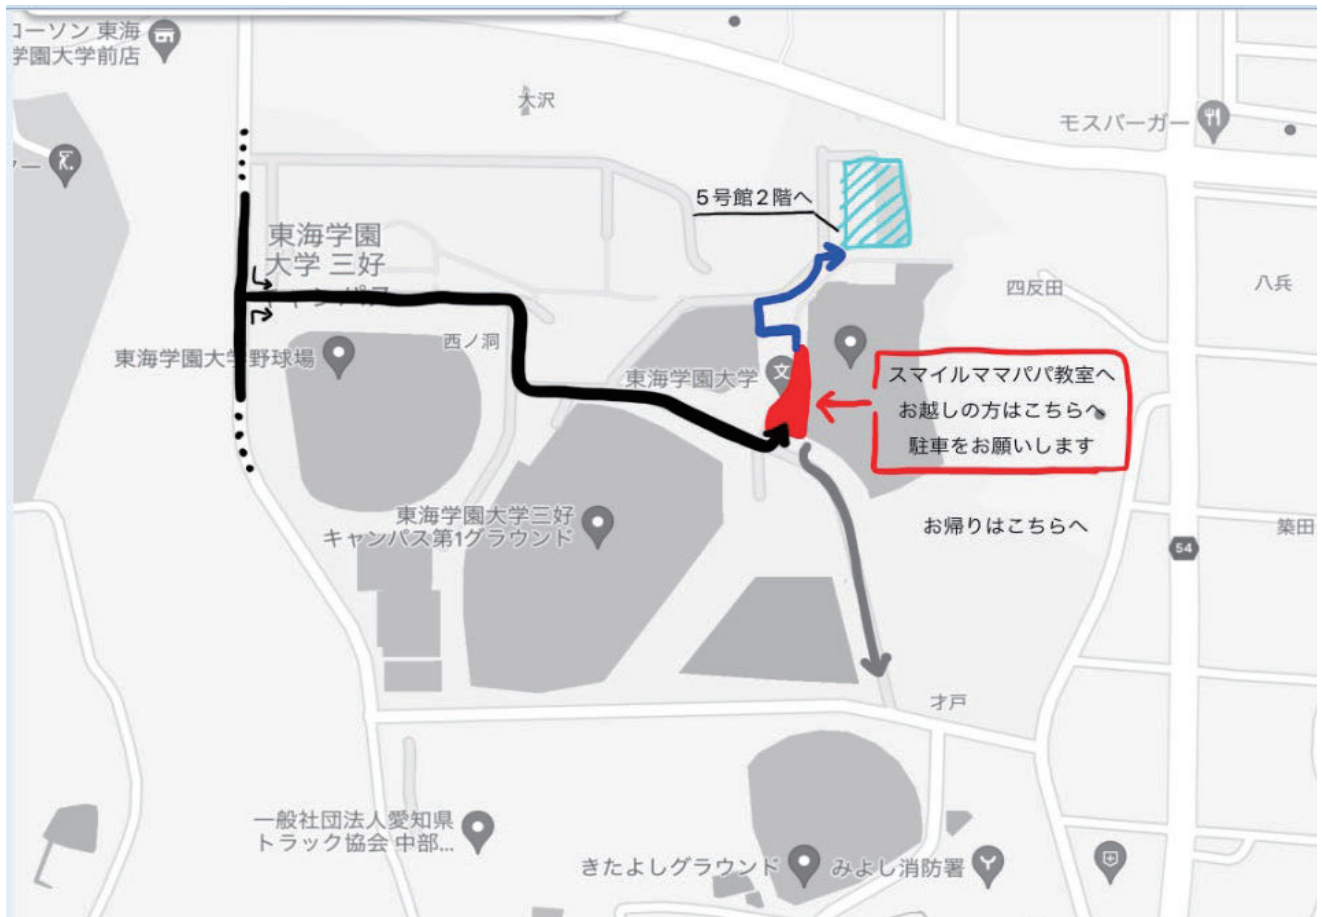 ローソン 東海
学園大学前店
大沢
モスバーガー
5号館2階へ
東海学園
大学 三好
キャンパス
四反田
八兵
西ノ洞
東海学園大学野球場
東海学園大学
文
スマイルママパパ教室へ
お越しの方はこちらへ
駐車をお願いします
東海学園大学三好
キャンパス第1グラウンド
お帰りはこちらへ
築田
54
才戸
一般社団法人愛知県
トラック協会 中部...
きたよしグラウンド
みよし消防署